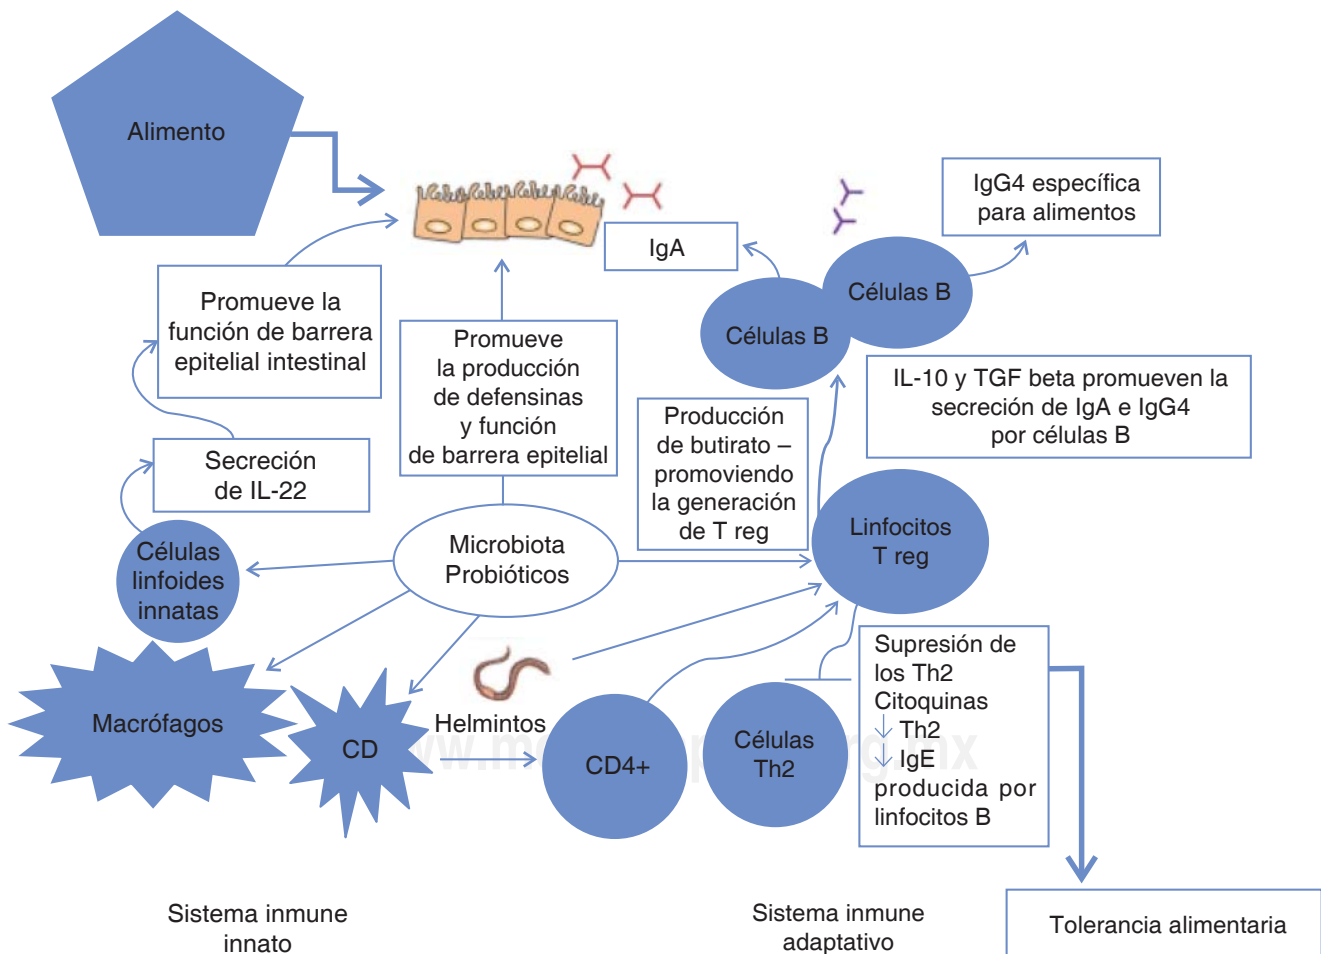 Alimento
IgG4 específica
para alimentos
IgA
Células B
Células B
Promueve la
función de barrera
epitelial intestinal
Promueve
la producción
de defensinas
y función
de barrera epitelial
IL-10 y TGF beta promueven la
secreción de IgA e IgG4
por células B
Producción
de butirato –
promoviendo
la generación
de T reg
Secreción
de IL-22
Linfocitos
T reg
Células
linfoides
innatas
Microbiota
Probióticos
Supresión de
los Th2
Citoquinas
↓ Th2
↓ IgE
producida por
linfocitos B
Macrófagos
CD
Helmintos
CD4+
Células
Th2
Sistema inmune
innato
Sistema inmune
adaptativo
Tolerancia alimentaria